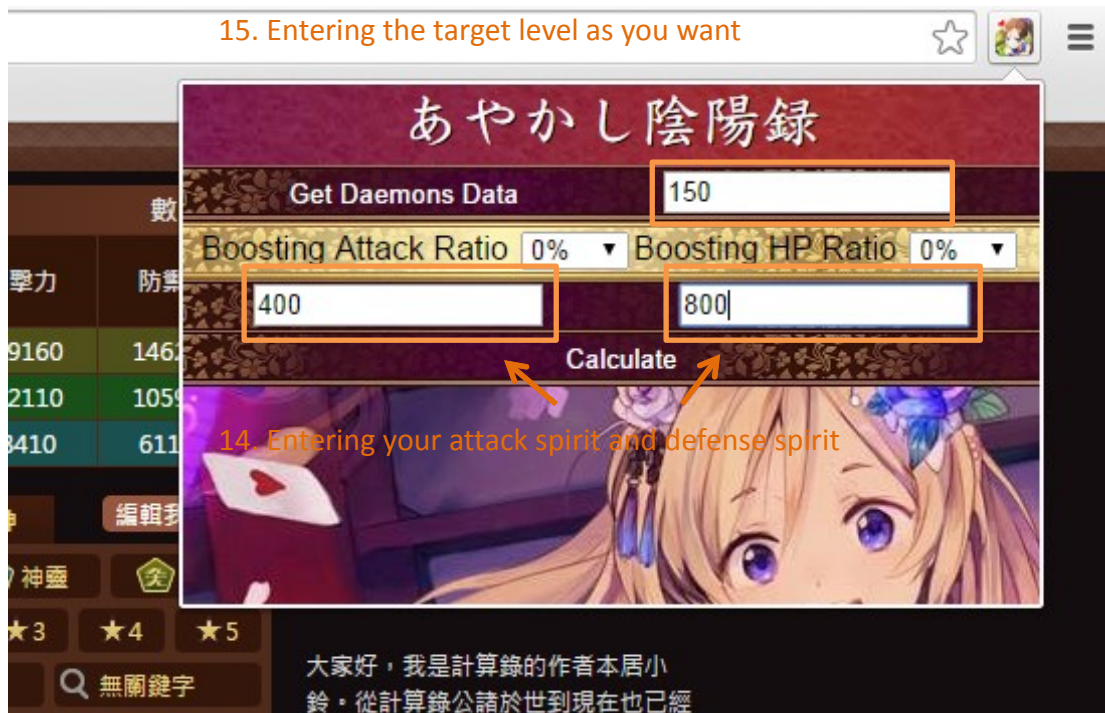 15. Entering the target level as you want
あやかし陰陽録
Get Daemons Data
150
Boosting Attack Ratio 0% Boosting HP Ratio 0%
400
800
Calculate
14. Entering your attack spirit and defense spirit
數
擊力 防禦
9160 1462
2110 1059
3410 611
編輯我
神靈
★3 ★4 ★5
無關鍵字
大家好,我是計算錄的作者本居小
鈴。從計算錄公諸於世到現在也已經